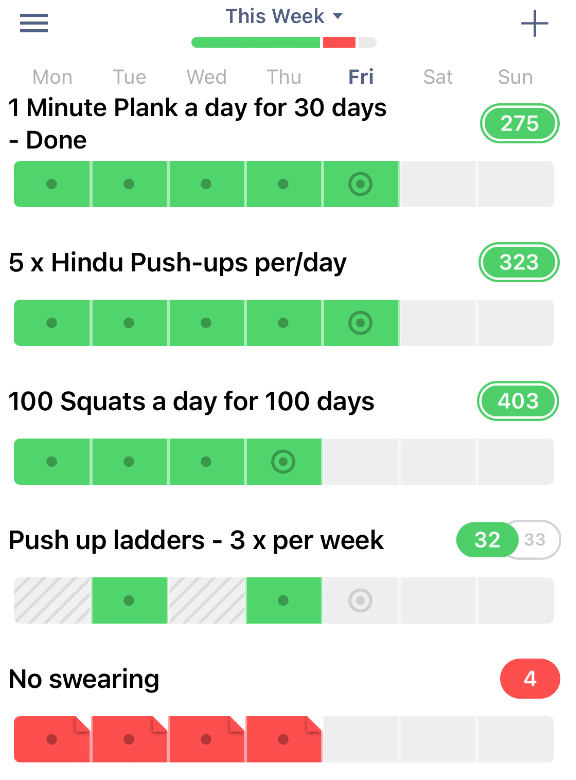 This Week
Mon Tue Wed Thu Fri Sat Sun
1 Minute Plank a day for 30 days
- Done
275
5 x Hindu Push-ups per/day
323
100 Squats a day for 100 days
403
Push up ladders - 3 x per week
32 33
No swearing
4